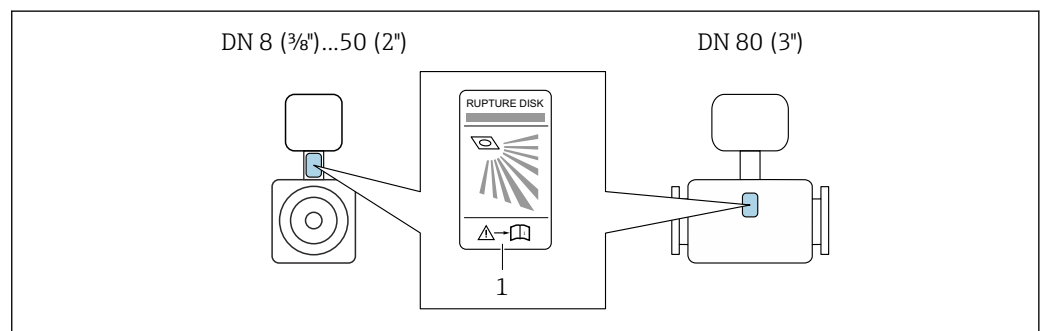 DN 8 (⅜")...50 (2")
DN 80 (3")
RUPTURE DISK
i
1